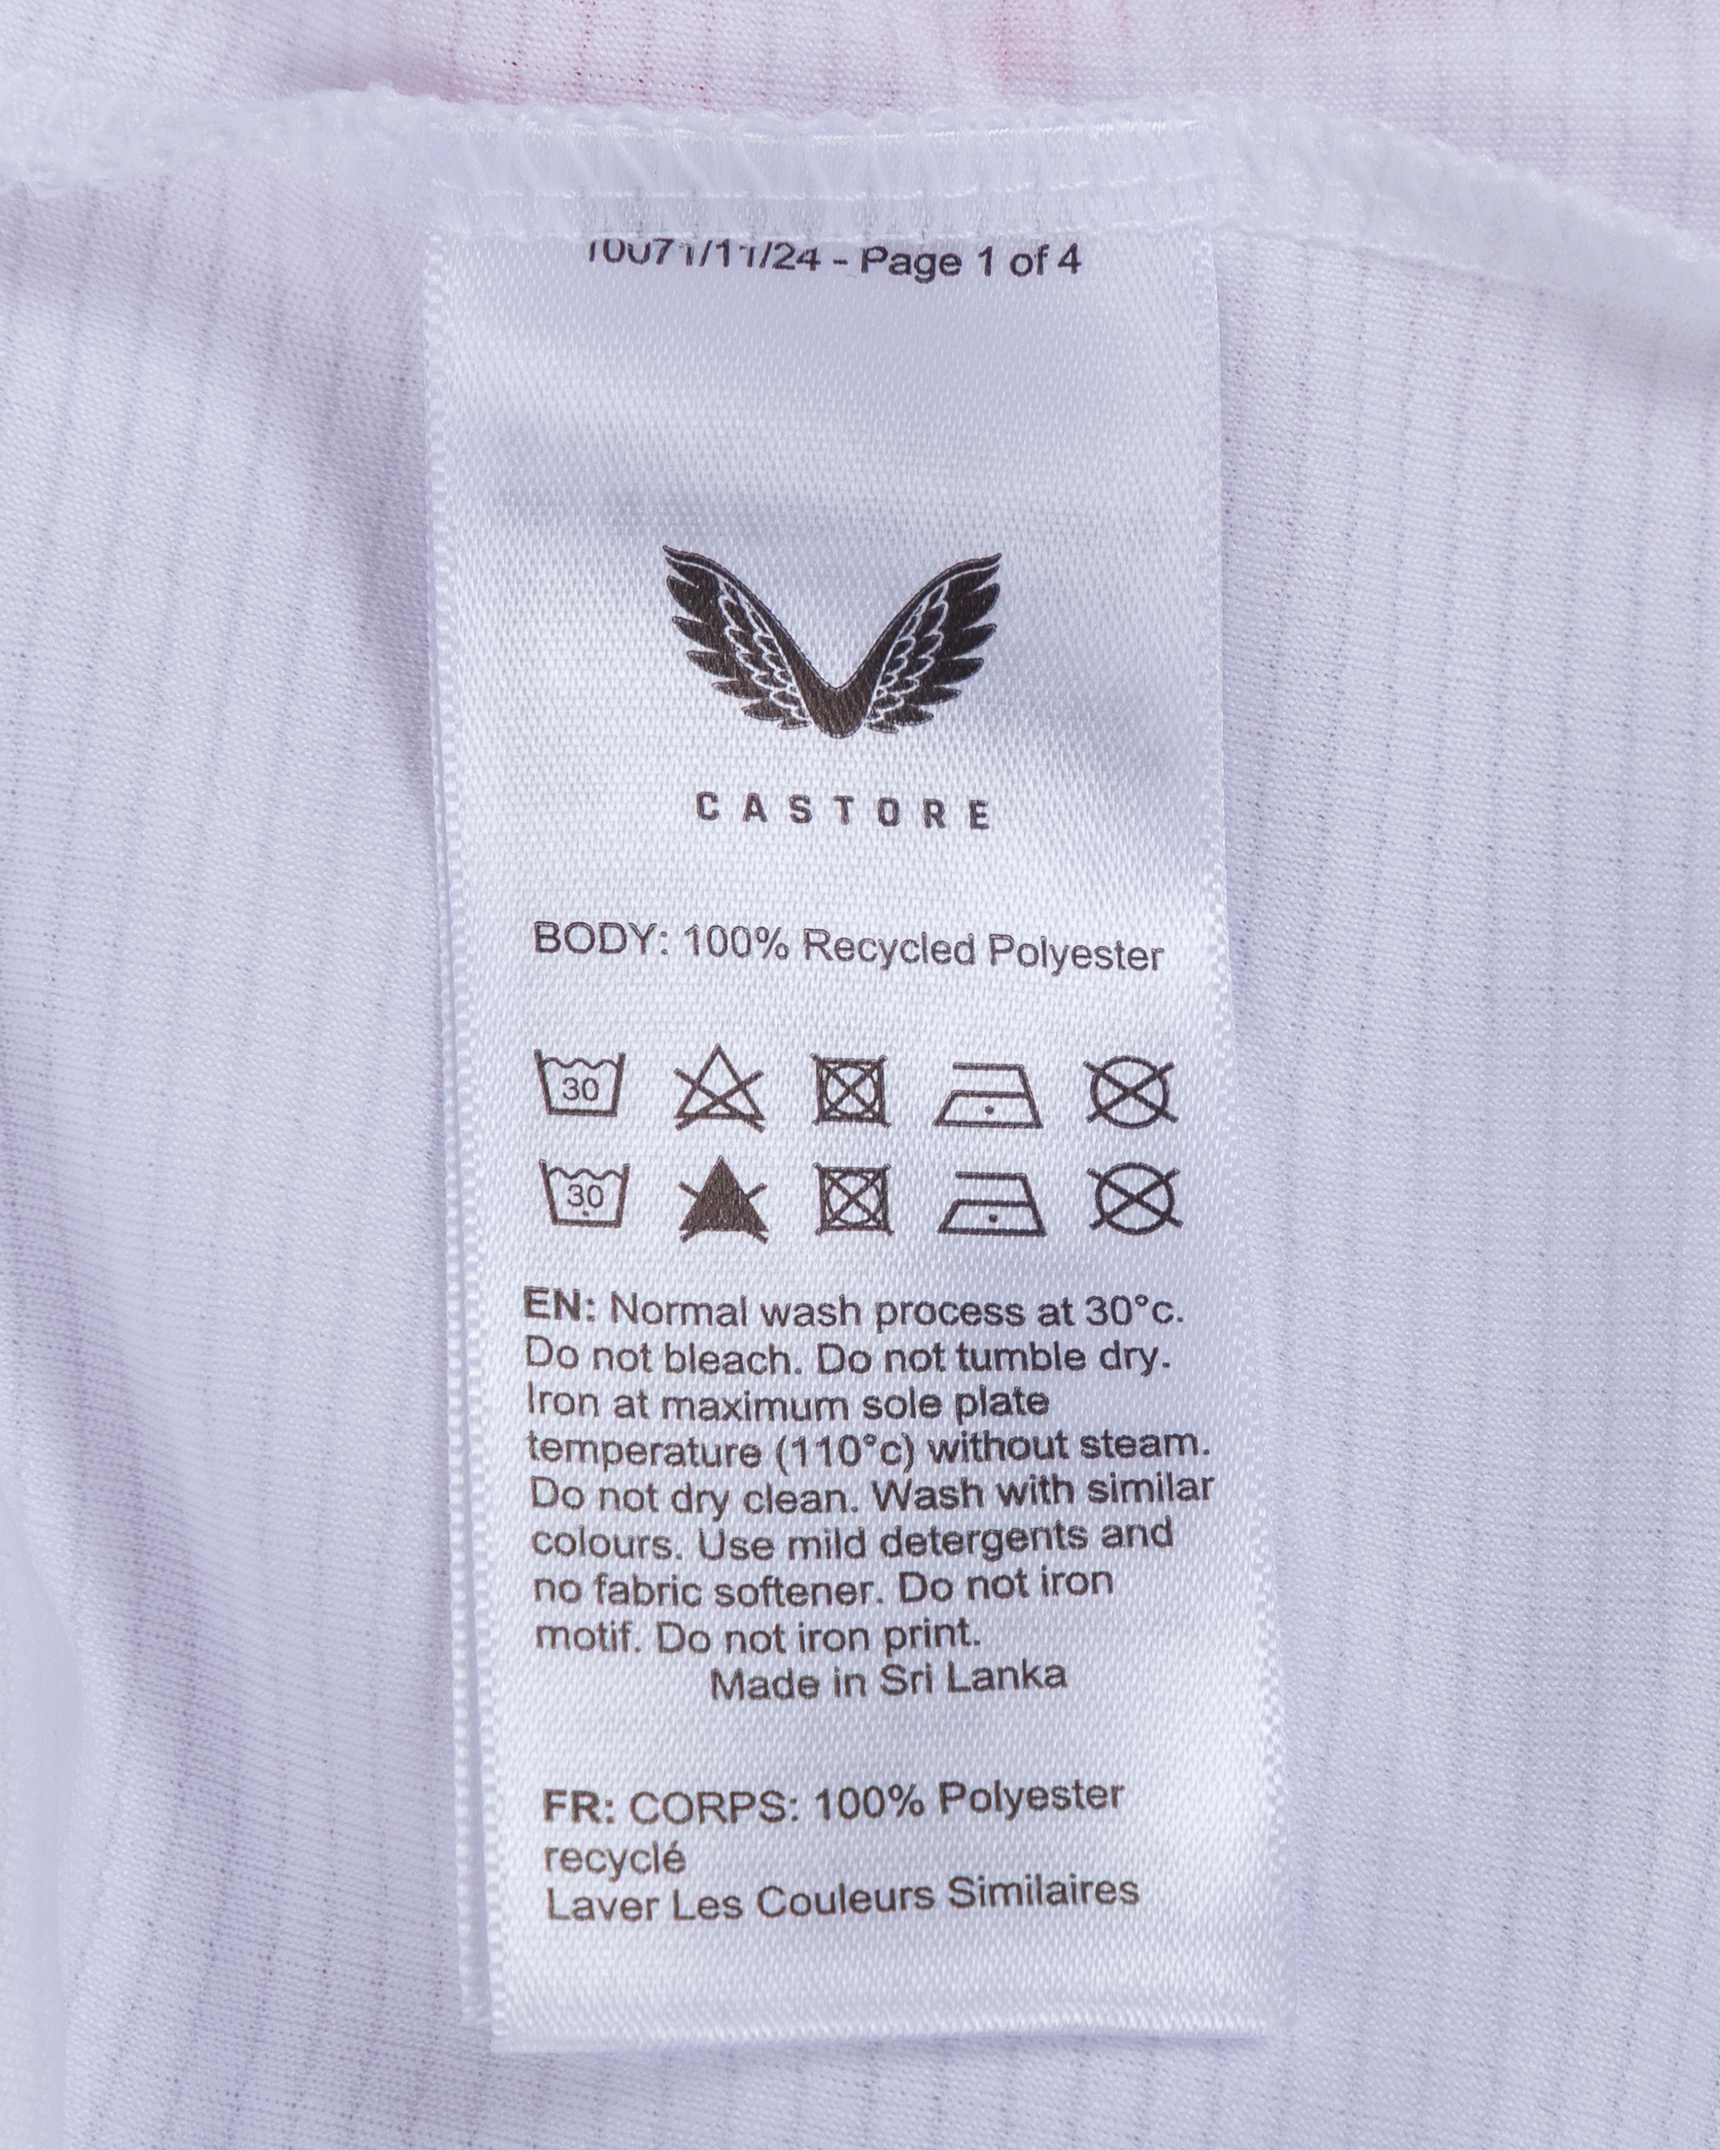 10071/11/24 - Page 1 of 4
CASTORE
BODY: 100% Recycled Polyester
30
30
EN: Normal wash process at 30°c.
Do not bleach. Do not tumble dry.
Iron at maximum sole plate
temperature (110°c) without steam.
Do not dry clean. Wash with similar
colours. Use mild detergents and
no fabric softener. Do not iron
motif. Do not iron print.
Made in Sri Lanka
FR: CORPS: 100% Polyester
recyclé
Laver Les Couleurs Similaires